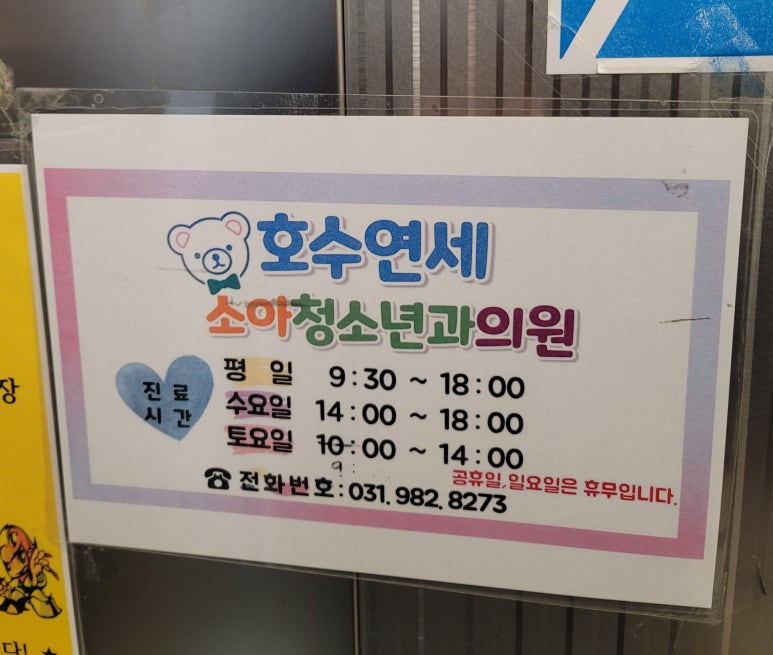 호수연세
소아청소년과의원
진료
시간
평 일 9:30 ~ 18:00
수요일 14:00 ~ 18:00
토요일 10:00 ~ 14:00
9:
공휴일,일요일은 휴무입니다.
☎ 전화번호:031.982.8273
장
다!